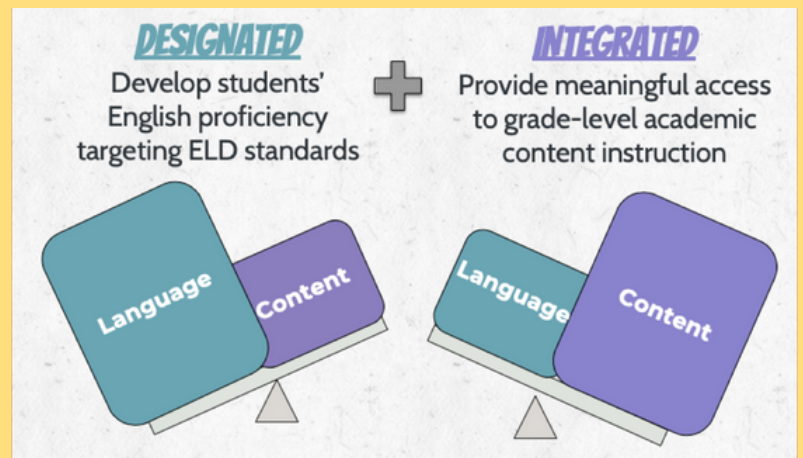 DESIGNATED
Develop students'
English proficiency
targeting ELD standards
INTEGRATED
Provide meaningful access
to grade-level academic
content instruction
Language
Content
Language
Content